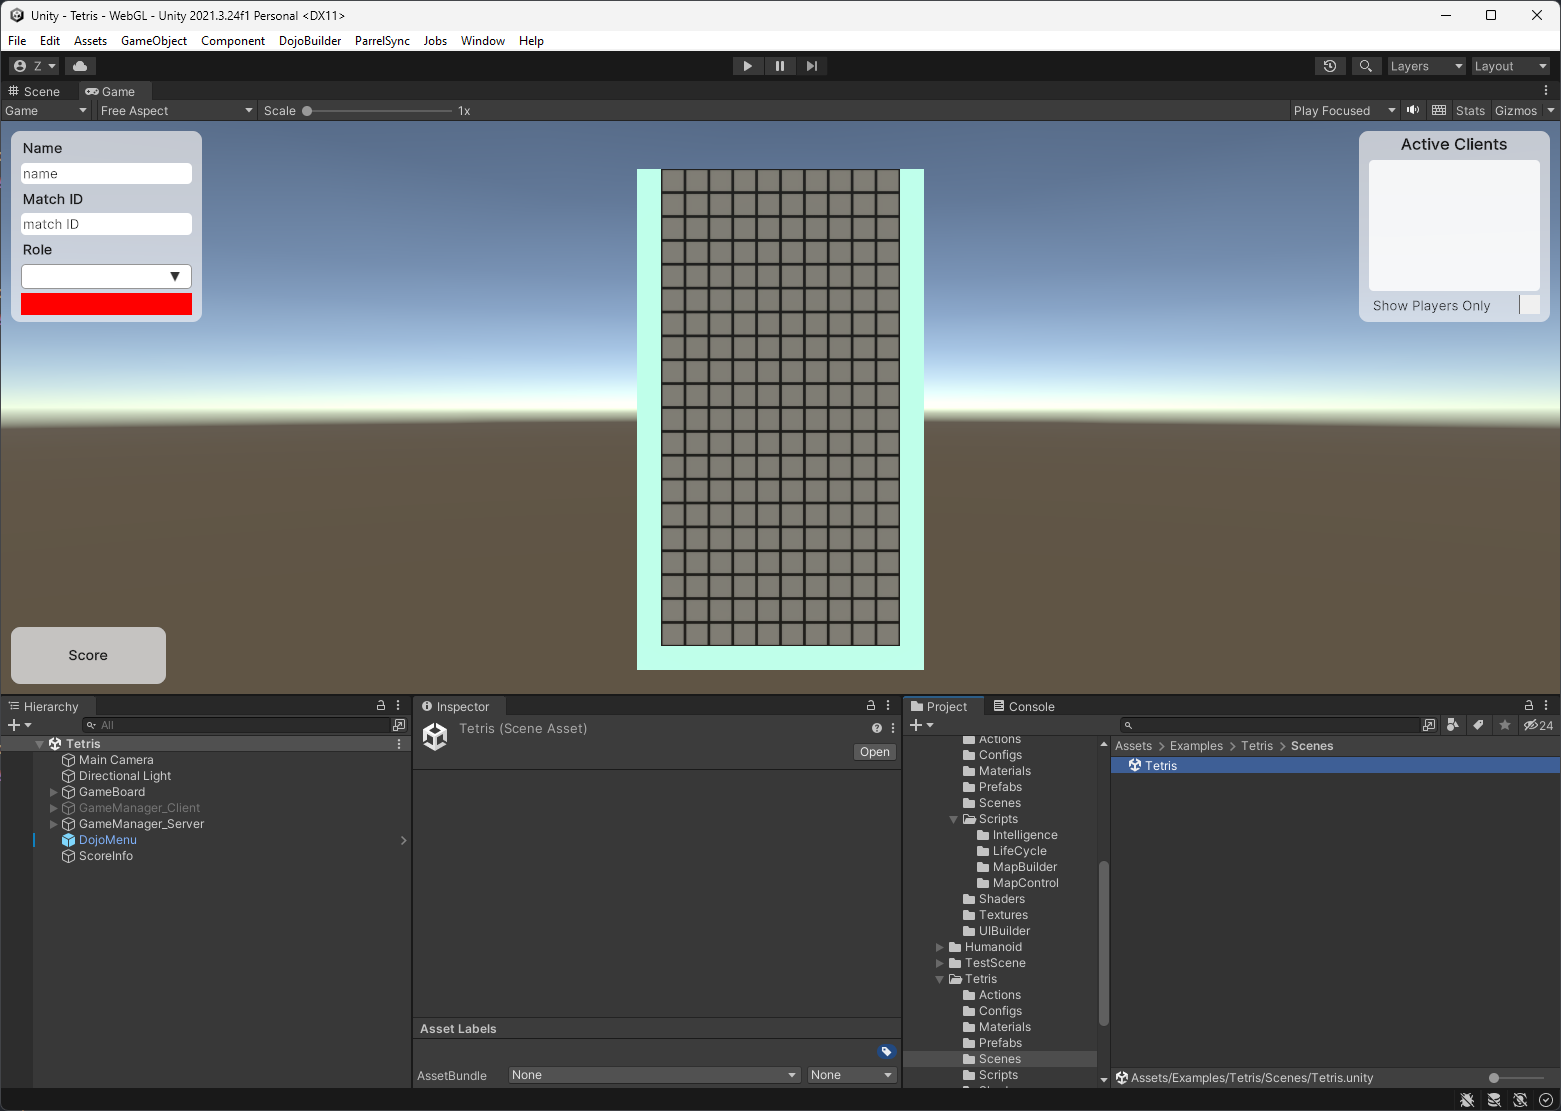 Unity - Tetris - WebGL - Unity 2021.3.24f1 Personal <DX11>
File Edit Assets GameObject Component DojoBuilder ParrelSync Jobs Window Help
Z Layers Layout
Scene Game
Game Free Aspect Scale 1x Play Focused Stats Gizmos
Name
name
Match ID
match ID
Role
Active Clients
Show Players Only
Score
Hierarchy
All
Tetris
Main Camera
Directional Light
GameBoard
GameManager_Client
GameManager_Server
DojoMenu
ScoreInfo
Inspector
Tetris (Scene Asset)
Open
Asset Labels
AssetBundle None None
Project Console
24
Actions
Configs
Materials
Prefabs
Scenes
Scripts
Intelligence
LifeCycle
MapBuilder
MapControl
Shaders
Textures
UIBuilder
Humanoid
TestScene
Tetris
Actions
Configs
Materials
Prefabs
Scenes
Scripts
Assets > Examples > Tetris > Scenes
Tetris
Assets/Examples/Tetris/Scenes/Tetris.unity